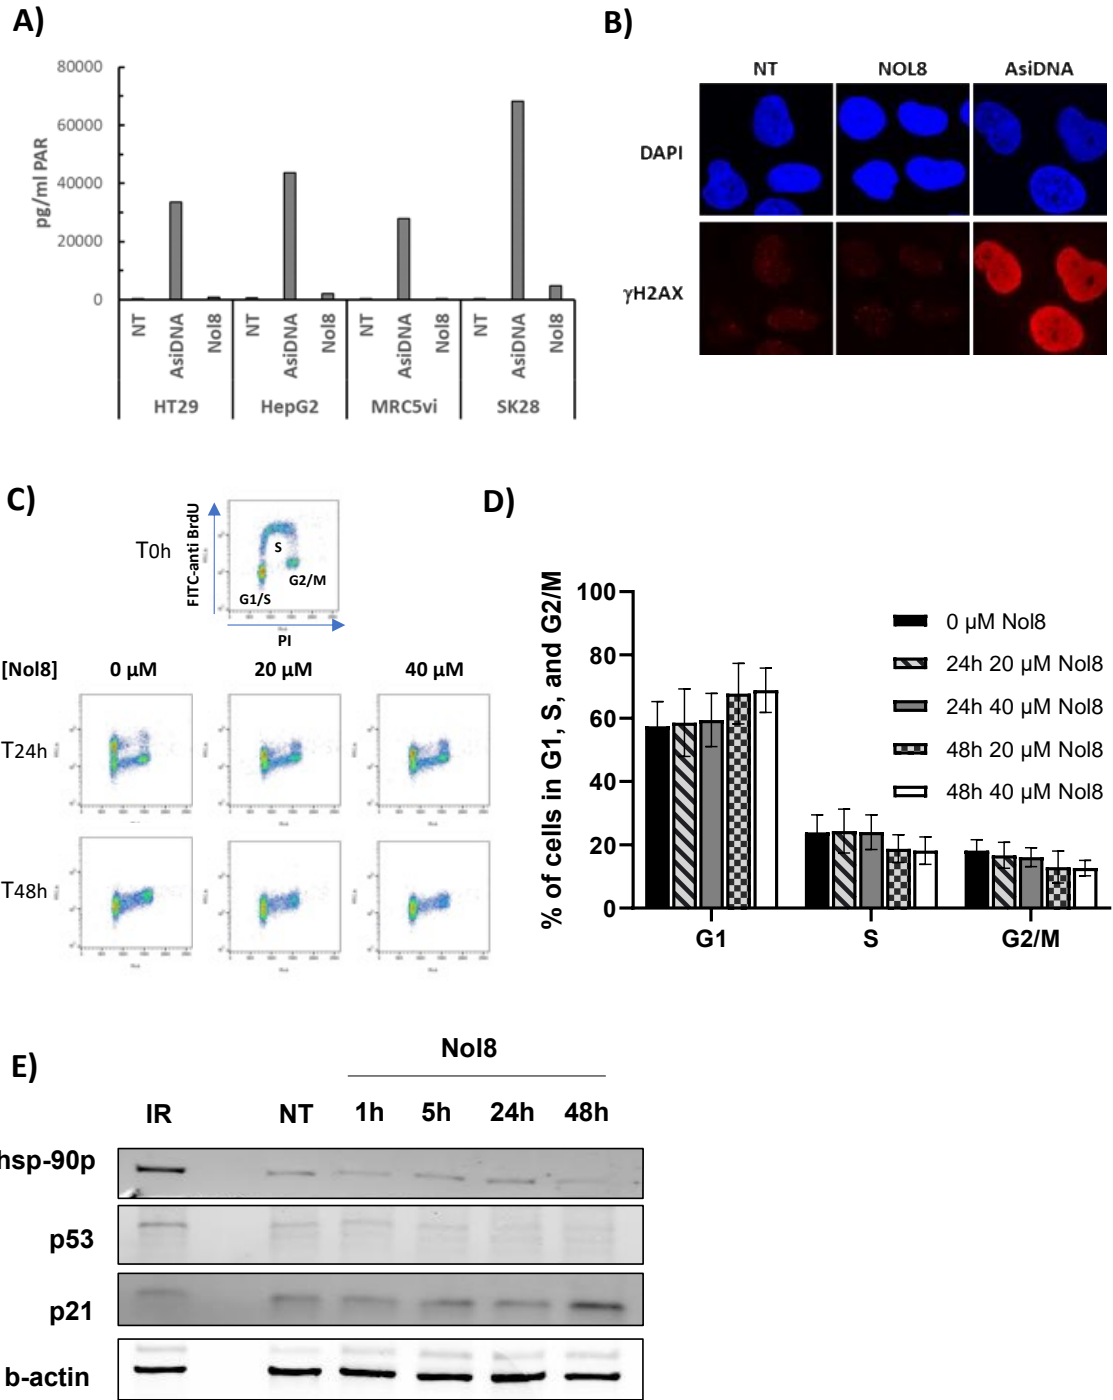 A)
80000
60000
40000
20000
0
pg/ml PAR
NT
AsiDNA
Nol8
NT
AsiDNA
Nol8
NT
AsiDNA
Nol8
NT
AsiDNA
Nol8
HT29
HepG2
MRC5vi
SK28
B)
NT
NOL8
AsiDNA
DAPI
γH2AX
C)
T0h
FITC-anti BrdU
S
G2/M
G1/S
PI
[Nol8]
0 µM
20 µM
40 µM
T24h
T48h
D)
% of cells in G1, S, and G2/M
100
80
60
40
20
0
G1
S
G2/M
0 µM Nol8
24h 20 µM Nol8
24h 40 µM Nol8
48h 20 µM Nol8
48h 40 µM Nol8
E)
Nol8
IR
NT
1h
5h
24h
48h
hsp-90p
p53
p21
b-actin